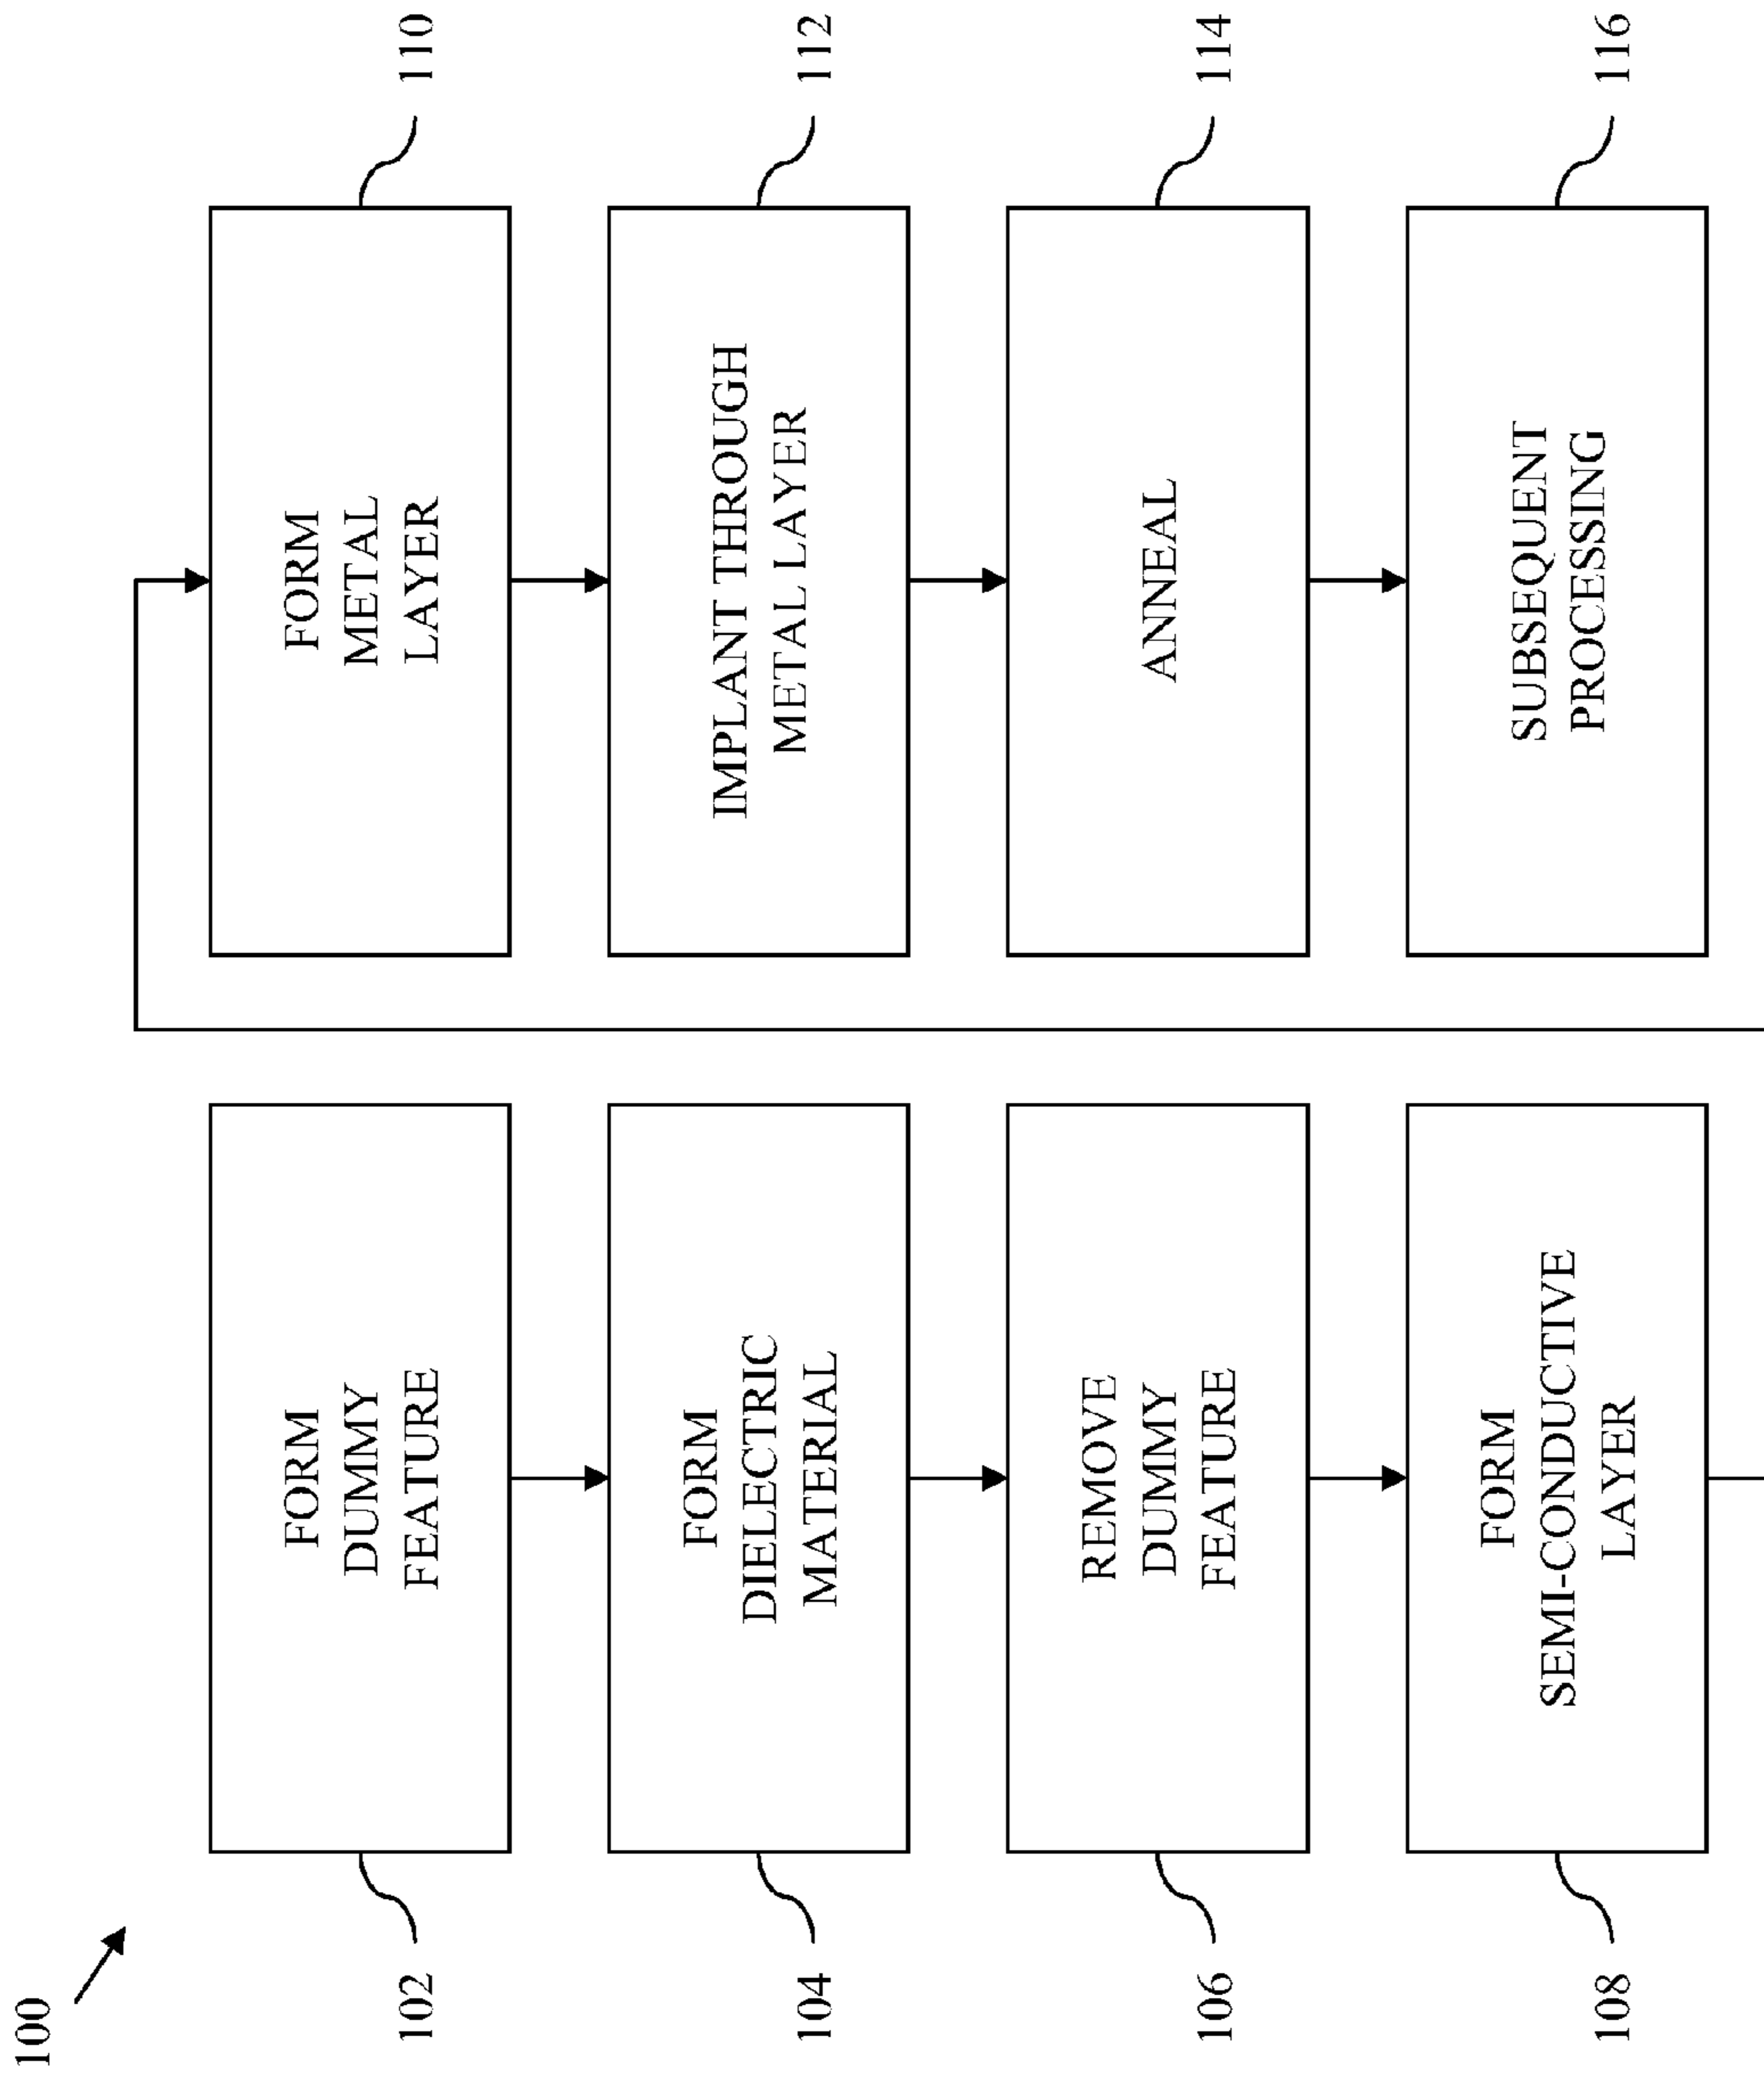 100
102
FORM
DUMMY
FEATURE
104
FORM
DIELECTRIC
MATERIAL
106
REMOVE
DUMMY
FEATURE
108
FORM
SEMI-CONDUCTIVE
LAYER
FORM
METAL
LAYER
110
IMPLANT THROUGH
METAL LAYER
112
ANNEAL
114
SUBSEQUENT
PROCESSING
116